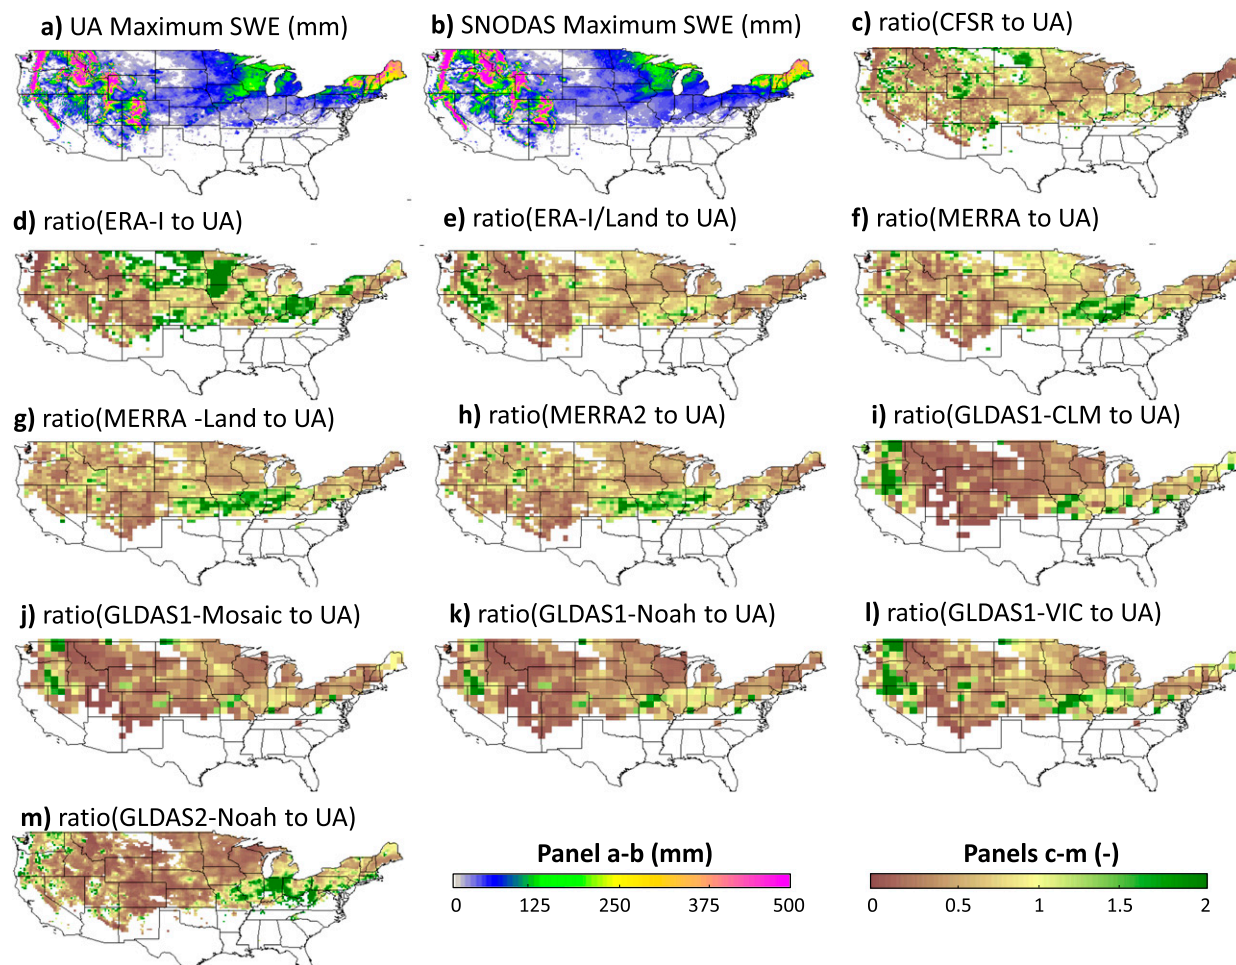 a) UA Maximum SWE (mm)
b) SNODAS Maximum SWE (mm)
c) ratio(CFSR to UA)
d) ratio(ERA-I to UA)
e) ratio(ERA-I/Land to UA)
f) ratio(MERRA to UA)
g) ratio(MERRA -Land to UA)
h) ratio(MERRA2 to UA)
i) ratio(GLDAS1-CLM to UA)
j) ratio(GLDAS1-Mosaic to UA)
k) ratio(GLDAS1-Noah to UA)
l) ratio(GLDAS1-VIC to UA)
m) ratio(GLDAS2-Noah to UA)
Panel a-b (mm)
0 125 250 375 500
Panels c-m (-)
0 0.5 1 1.5 2